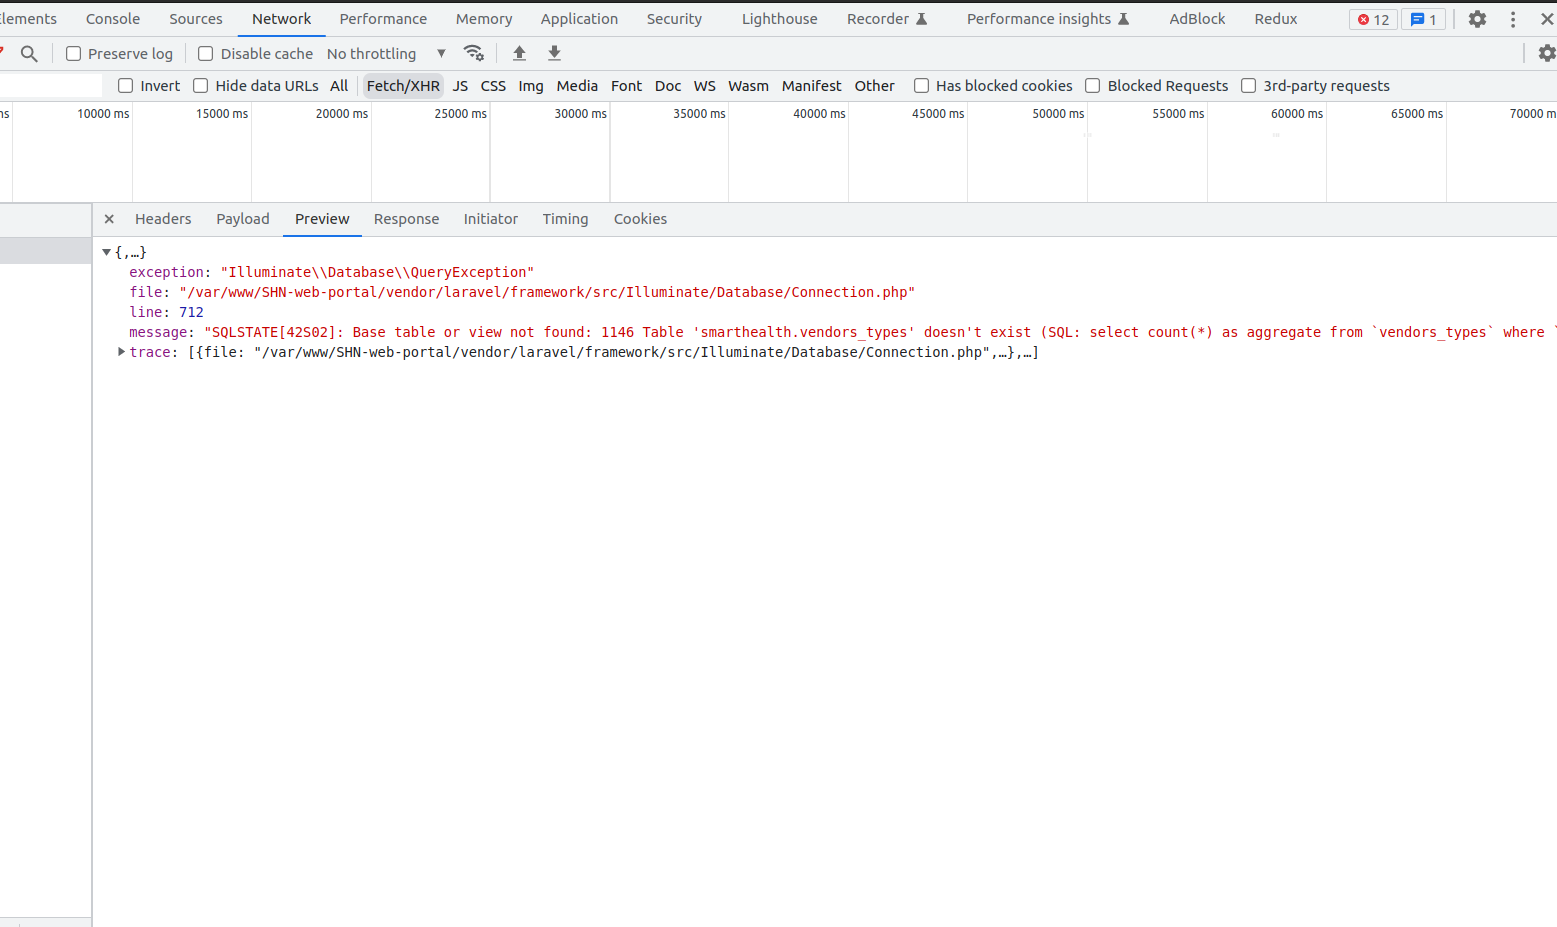 Elements Console Sources Network Performance Memory Application Security Lighthouse Recorder Performance insights AdBlock Redux 12 1
Preserve log Disable cache No throttling
Invert Hide data URLs All Fetch/XHR JS CSS Img Media Font Doc WS Wasm Manifest Other Has blocked cookies Blocked Requests 3rd-party requests
ms 10000 ms 15000 ms 20000 ms 25000 ms 30000 ms 35000 ms 40000 ms 45000 ms 50000 ms 55000 ms 60000 ms 65000 ms 70000 m
Headers Payload Preview Response Initiator Timing Cookies
{,…}
exception: "Illuminate\\Database\\QueryException"
file: "/var/www/SHN-web-portal/vendor/laravel/framework/src/Illuminate/Database/Connection.php"
line: 712
message: "SQLSTATE[42S02]: Base table or view not found: 1146 Table 'smarthealth.vendors_types' doesn't exist (SQL: select count(*) as aggregate from `vendors_types` where `
trace: [{file: "/var/www/SHN-web-portal/vendor/laravel/framework/src/Illuminate/Database/Connection.php",…},…]